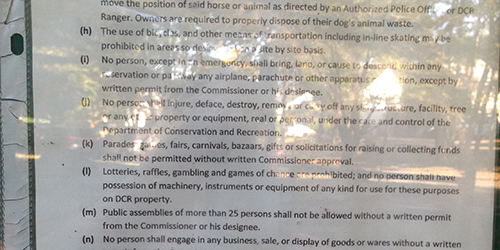 move the position of said horse or animal as directed by an Authorized Police or DCR
Ranger. Owners are required to properly dispose of their dog's animal waste.
(h) The use of and other means of transportation including in-line skating may be
prohibited in areas so on a site by site basis.
(i) No person, except in an emergency, shall bring, land, or cause to descend within any
reservation or any airplane, parachute or other apparatus except by
written permit from the Commissioner or his designee.
(j) No person shall injure, deface, destroy, remove or carry off any structure, facility, tree
or any property or equipment, real or personal, under the care and control of the
Department of Conservation and Recreation.
(k) Parades, games, fairs, carnivals, bazaars, gifts or solicitations for raising or collecting funds
shall not be permitted without written Commissioner approval.
(l) Lotteries, raffles, gambling and games of chance are prohibited; and no person shall have
possession of machinery, instruments or equipment of any kind for use for these purposes
on DCR property.
(m) Public assemblies of more than 25 persons shall not be allowed without a written permit
from the Commissioner or his designee.
(n) No person shall engage in any business, sale, or display of goods or wares without a written